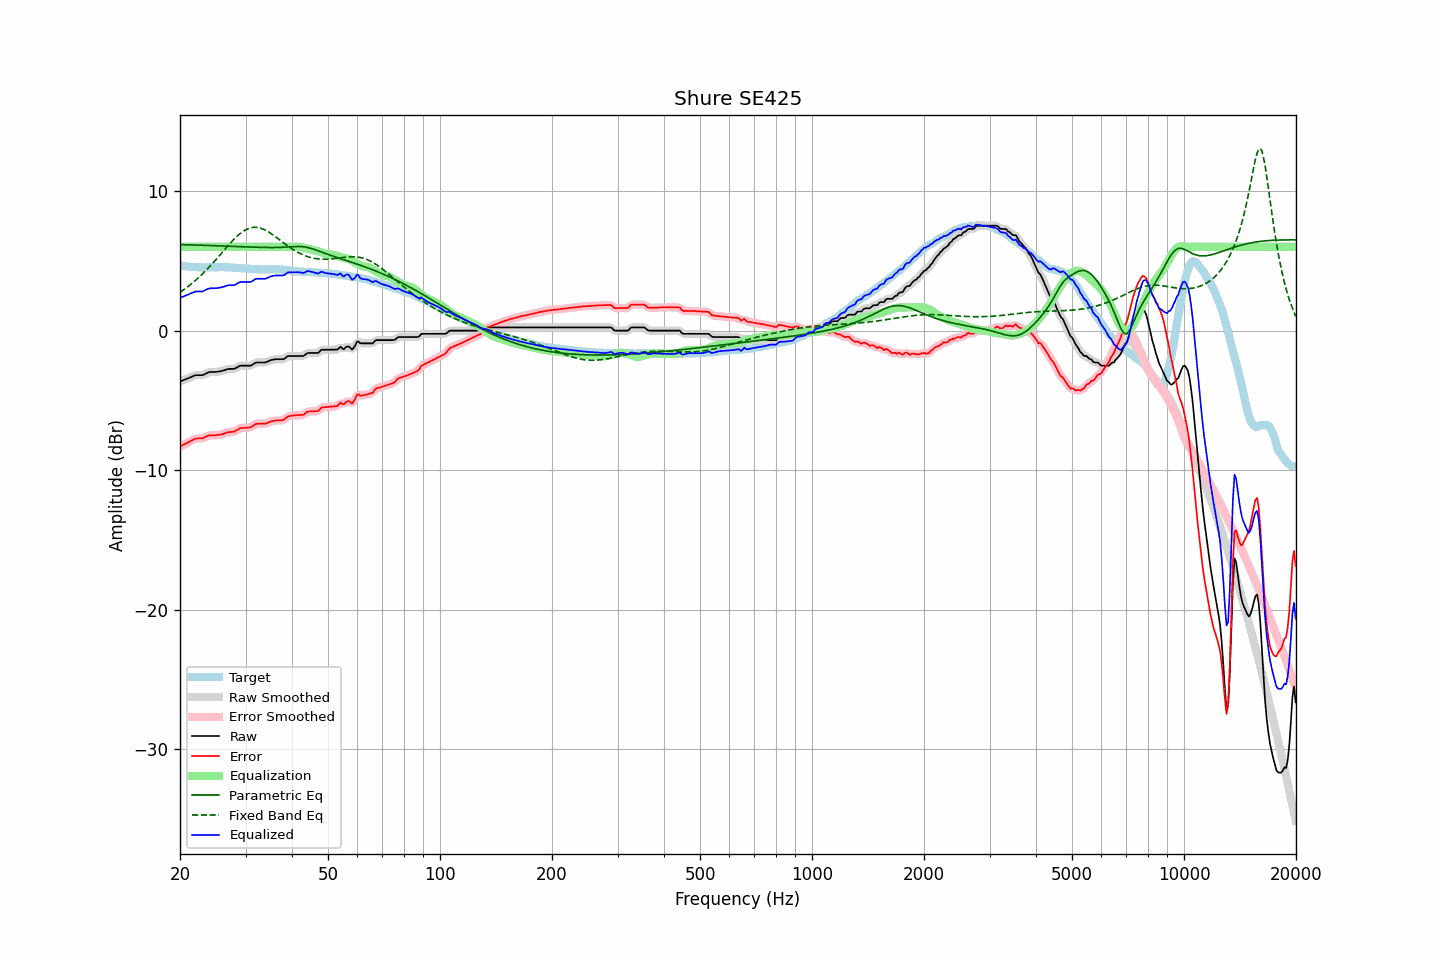 Shure SE425
Amplitude (dBr)
10
0
−10
−20
−30
Target
Raw Smoothed
Error Smoothed
Raw
Error
Equalization
Parametric Eq
Fixed Band Eq
Equalized
20 50 100 200 500 1000 2000 5000 10000 20000
Frequency (Hz)